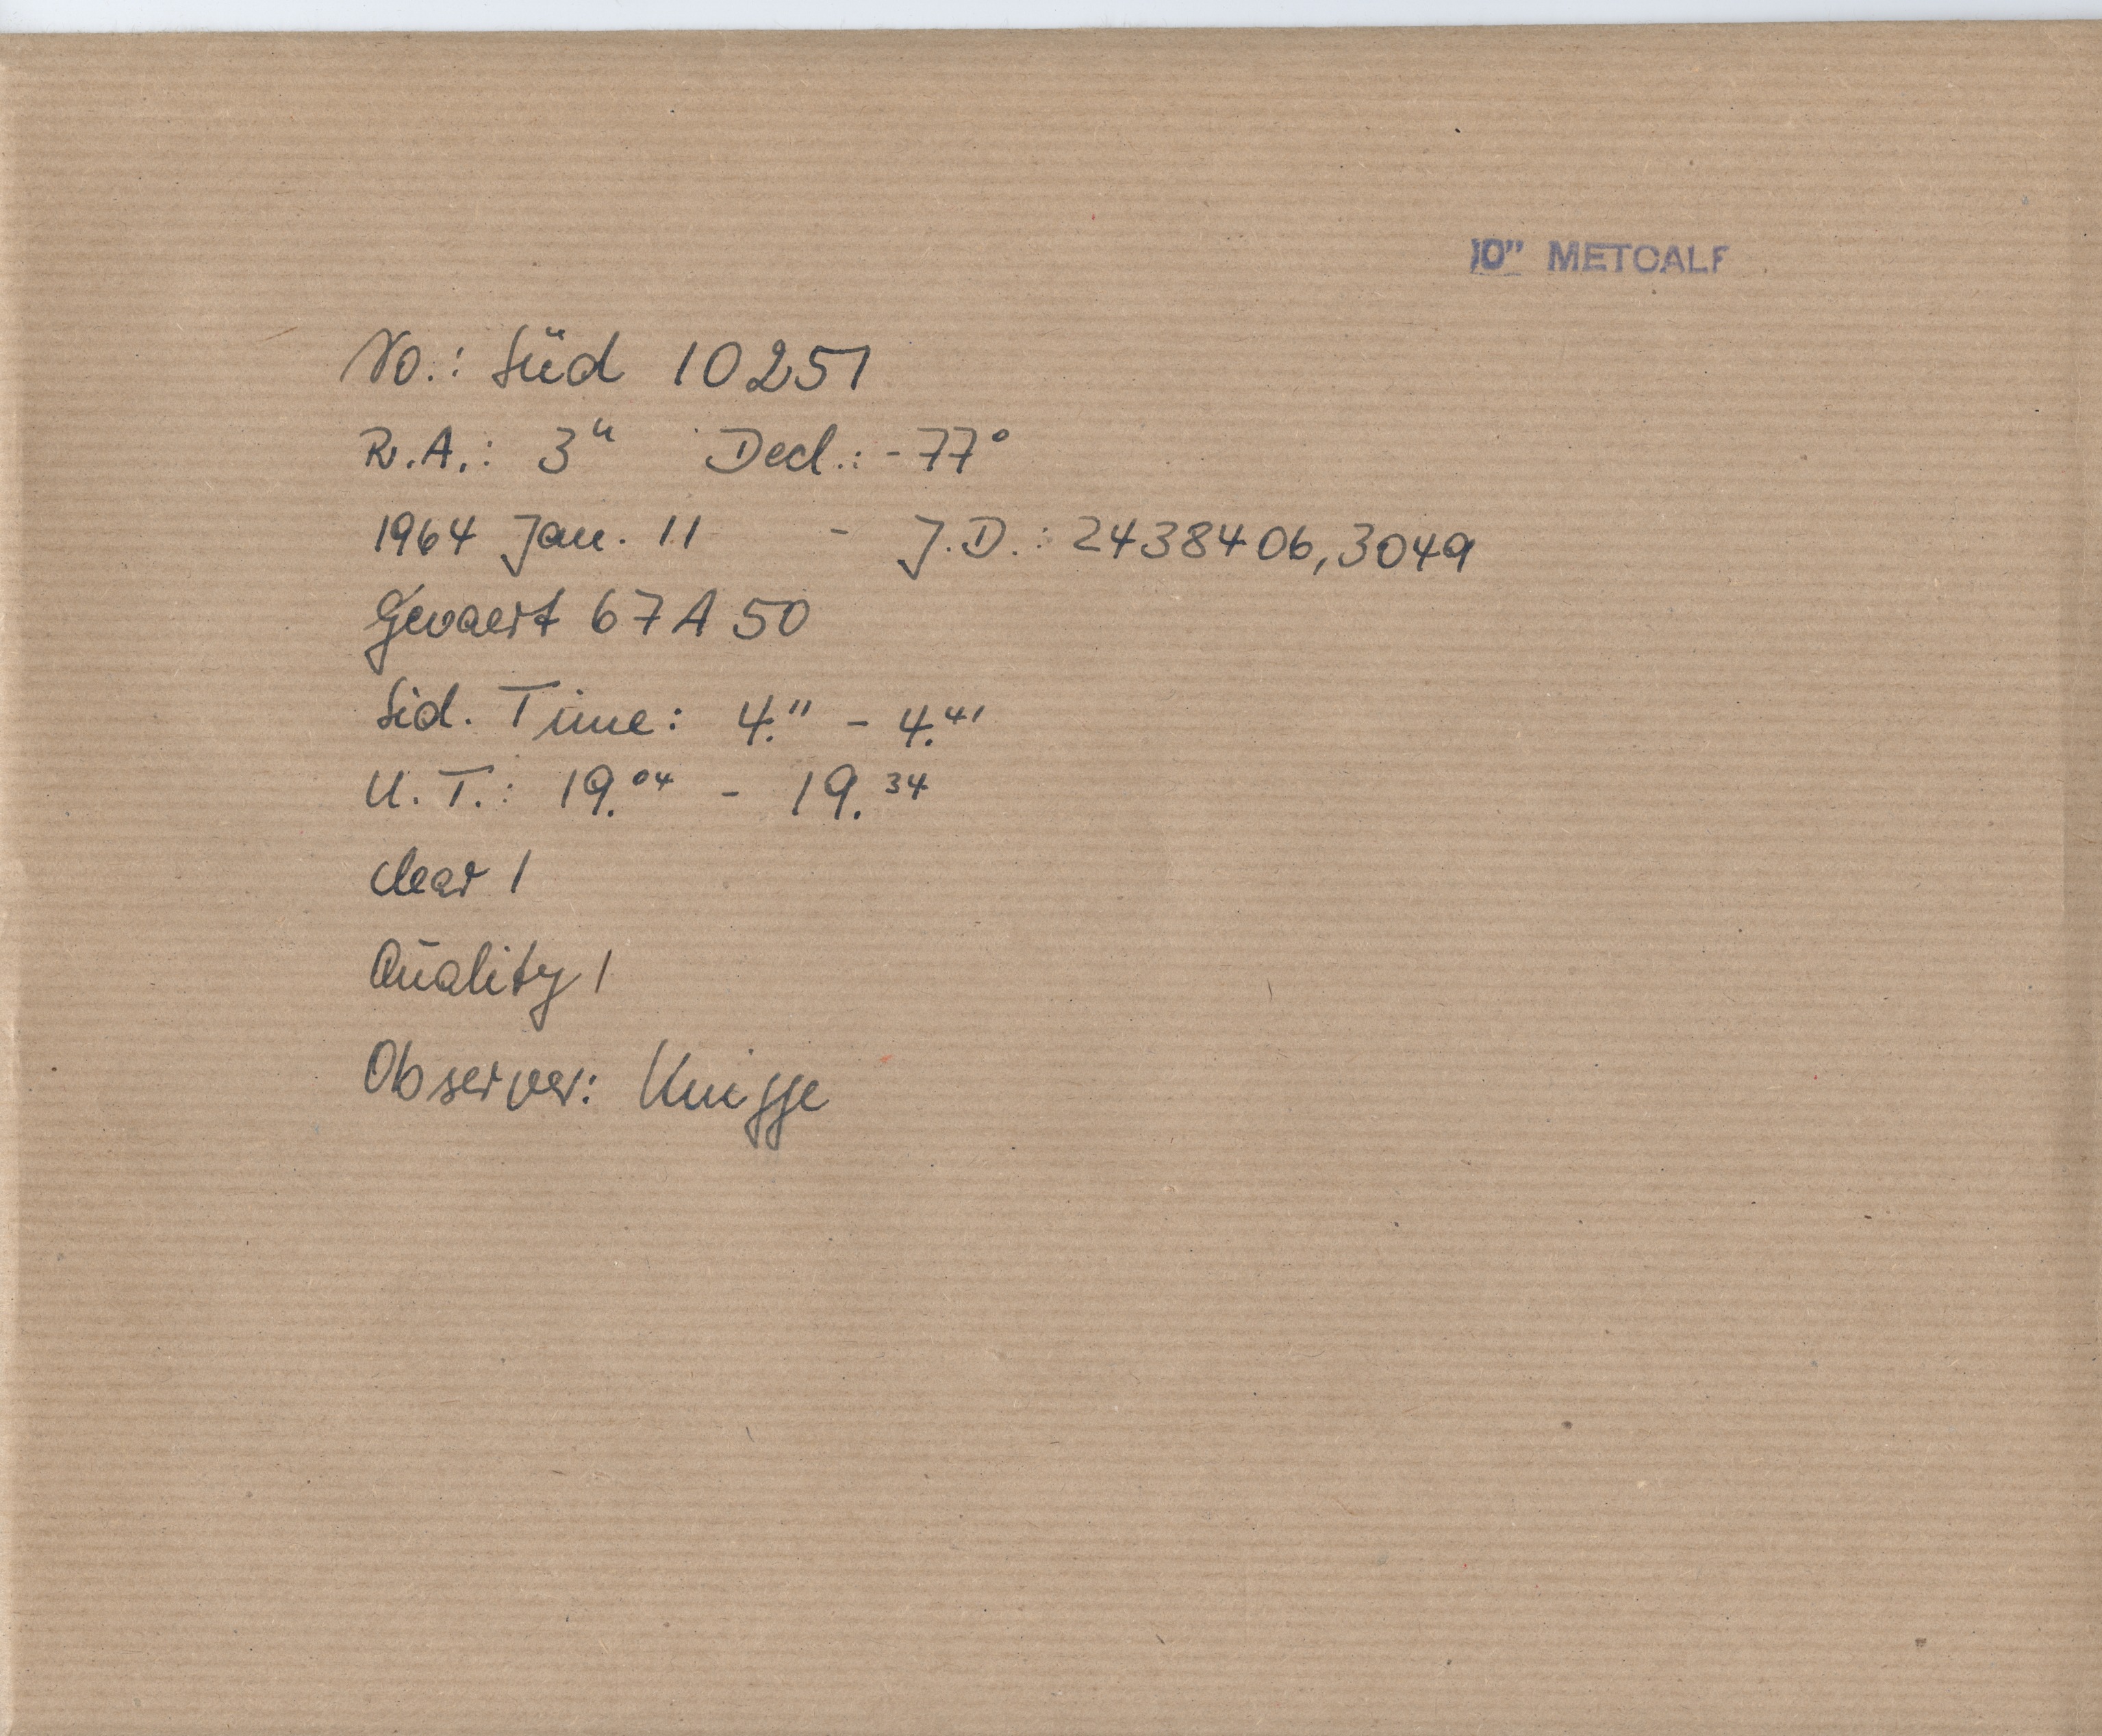 10" METCALF
No.: Süd 10251
R.A.: 3ʰ Decl.: -77°
1964 Jan. 11 - J.D.: 2438406,3049
Gevaert 67A50
Sid. Time: 4.¹¹ - 4.⁴¹
U.T.: 19.⁰⁴ - 19.³⁴
clear 1
Quality 1
Observer: Knigge